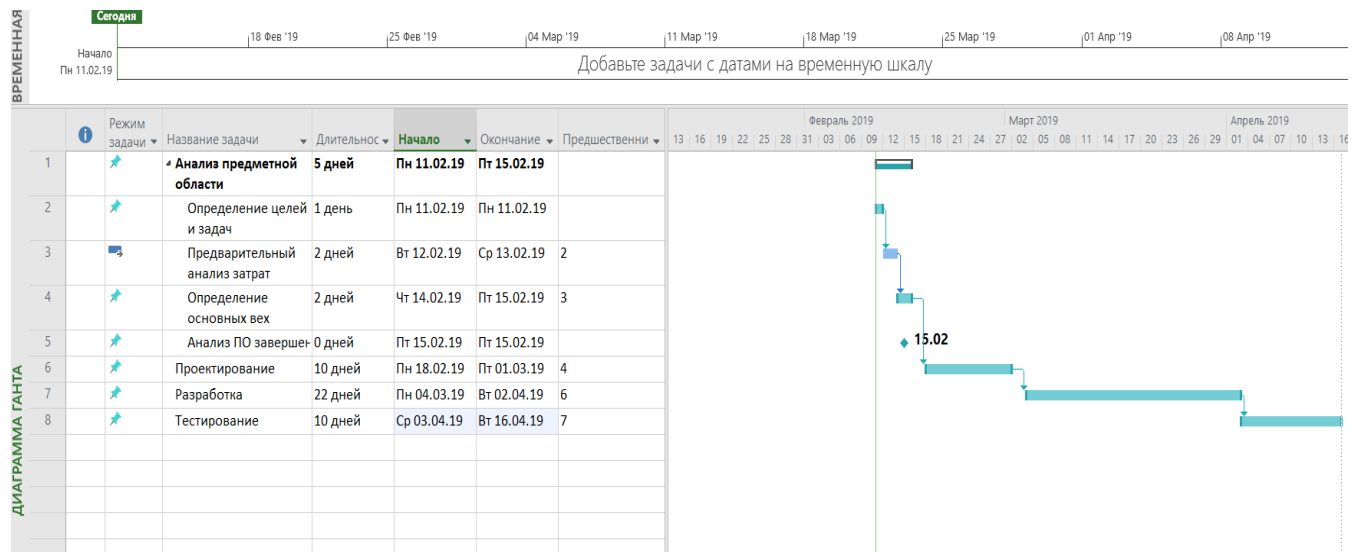 ВРЕМЕННАЯ
Сегодня
18 Фев '19 25 Фев '19 04 Мар '19 11 Мар '19 18 Мар '19 25 Мар '19 01 Апр '19 08 Апр '19
Начало
Пн 11.02.19
Добавьте задачи с датами на временную шкалу
ДИАГРАММА ГАНТА
Режим
задачи Название задачи Длительнос Начало Окончание Предшественни
Февраль 2019 Март 2019 Апрель 2019
13 16 19 22 25 28 31 03 06 09 12 15 18 21 24 27 02 05 08 11 14 17 20 23 26 29 01 04 07 10 13 16
1 Анализ предметной 5 дней Пн 11.02.19 Пт 15.02.19
области
2 Определение целей 1 день Пн 11.02.19 Пн 11.02.19
и задач
3 Предварительный 2 дней Вт 12.02.19 Ср 13.02.19 2
анализ затрат
4 Определение 2 дней Чт 14.02.19 Пт 15.02.19 3
основных вех
5 Анализ ПО завершен 0 дней Пт 15.02.19 Пт 15.02.19 15.02
6 Проектирование 10 дней Пн 18.02.19 Пт 01.03.19 4
7 Разработка 22 дней Пн 04.03.19 Вт 02.04.19 6
8 Тестирование 10 дней Ср 03.04.19 Вт 16.04.19 7